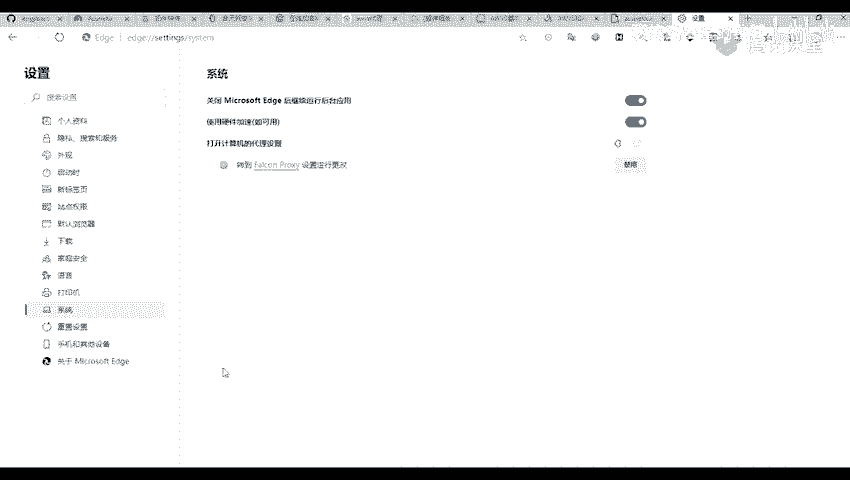 设置
Edge | edge://settings/system
腾讯课堂
设置
搜索设置
个人资料
隐私、搜索和服务
外观
启动时
新标签页
站点权限
默认浏览器
下载
家庭安全
语言
打印机
系统
重置设置
手机和其他设备
关于 Microsoft Edge
系统
关闭 Microsoft Edge 后继续运行后台应用
使用硬件加速(如可用)
打开计算机的代理设置
转到 Falcon Proxy 设置进行更改
禁用